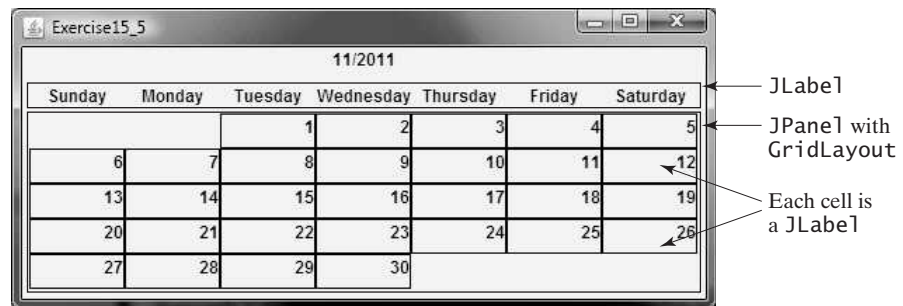 Exercise15_5
11/2011
Sunday Monday Tuesday Wednesday Thursday Friday Saturday
1 2 3 4 5
6 7 8 9 10 11 12
13 14 15 16 17 18 19
20 21 22 23 24 25 26
27 28 29 30
JLabel
JPanel with
GridLayout
Each cell is
a JLabel